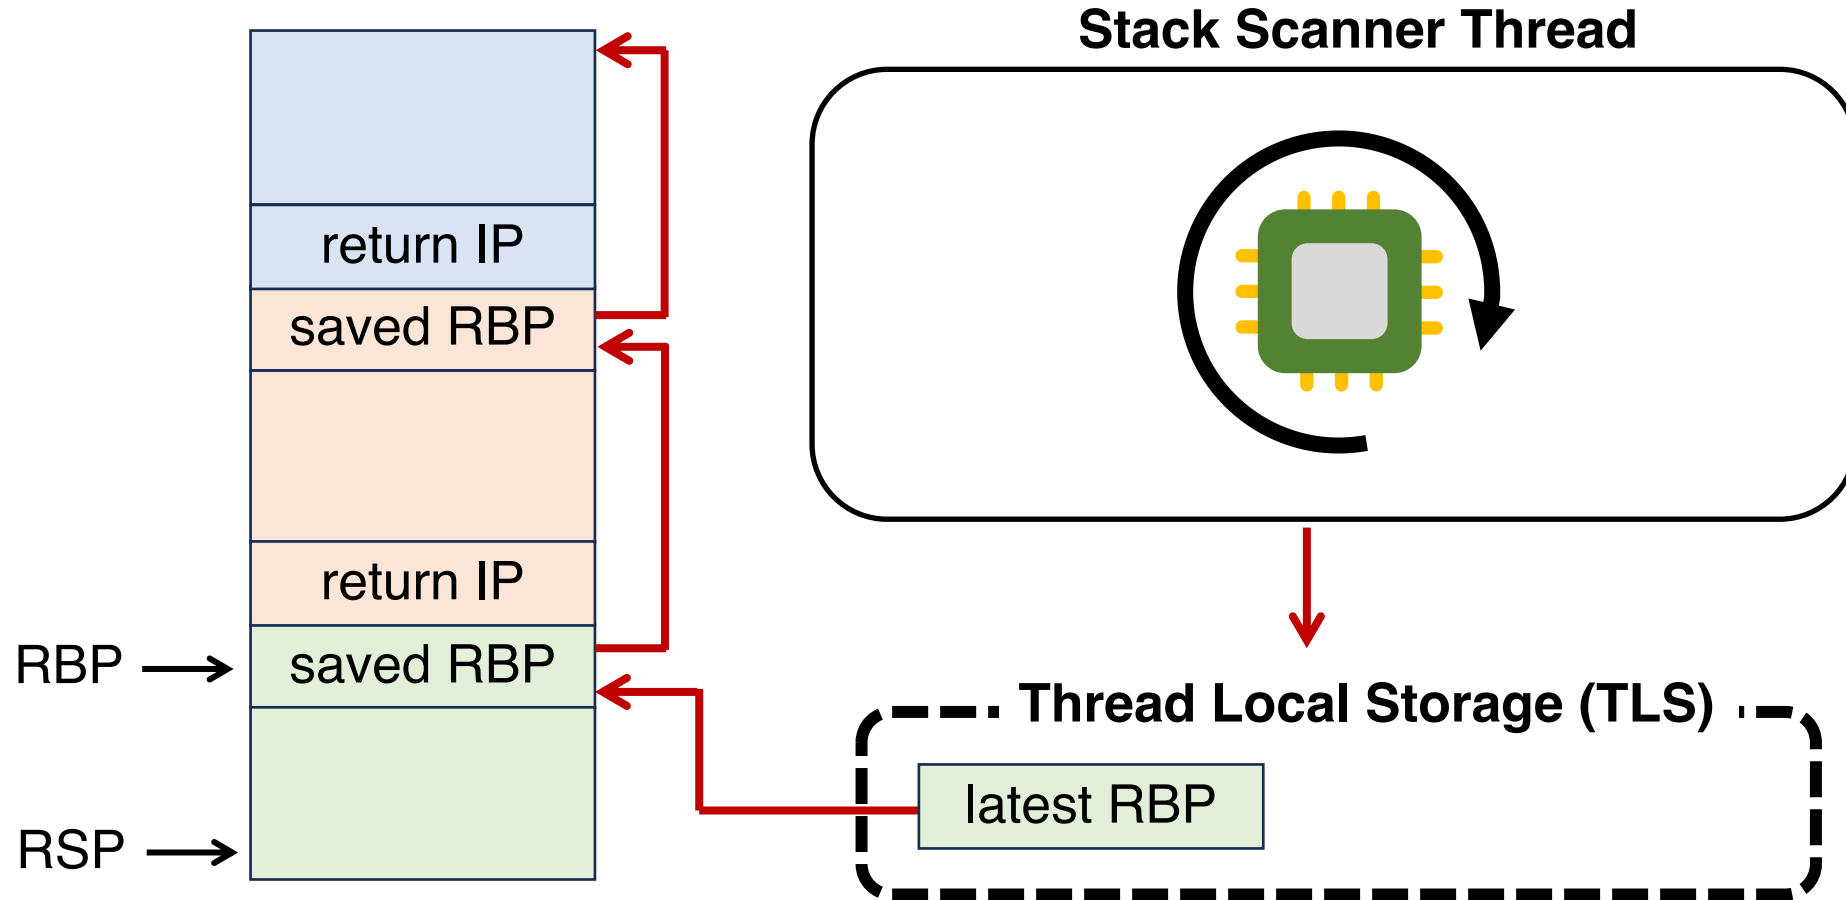 Stack Scanner Thread
return IP
saved RBP
return IP
RBP
saved RBP
Thread Local Storage (TLS)
latest RBP
RSP